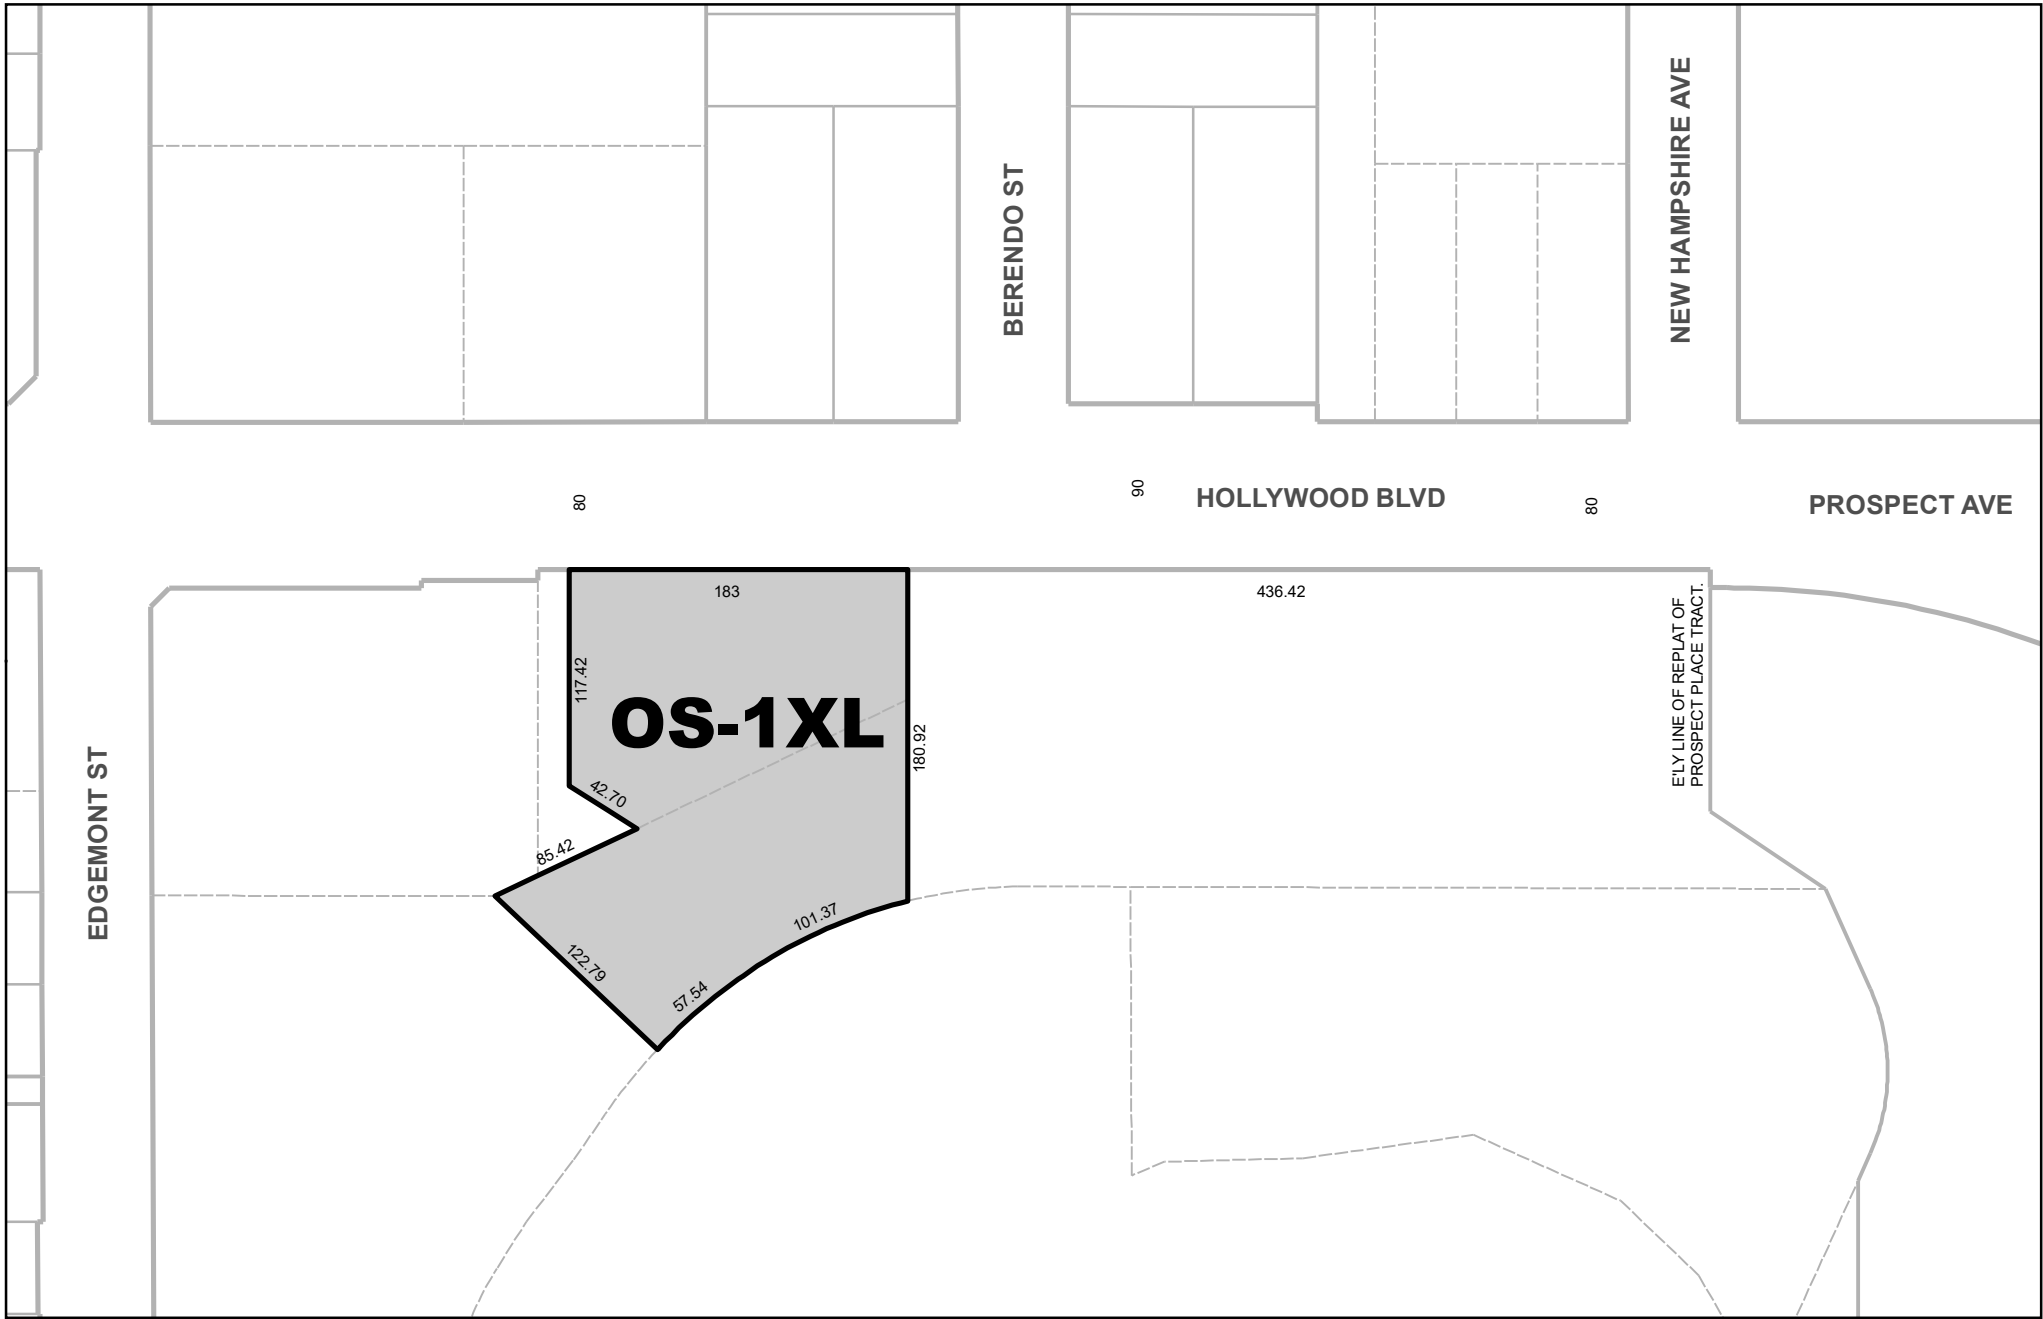 NEW HAMPSHIRE AVE
BERENDO ST
80
90
HOLLYWOOD BLVD
80
PROSPECT AVE
183
436.42
E'LY LINE OF REPLAT OF
PROSPECT PLACE TRACT.
117.42
OS-1XL
180.92
42.70
85.42
EDGEMONT ST
101.37
122.79
57.54